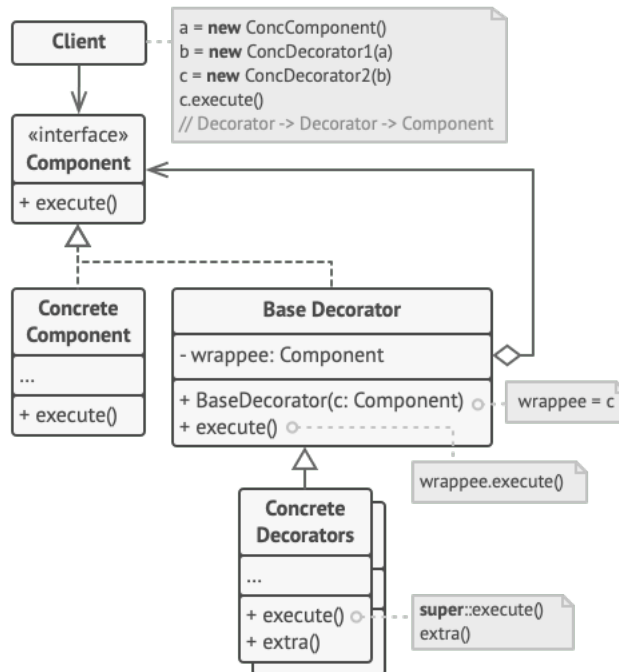 Client
a = new ConcComponent()
b = new ConcDecorator1(a)
c = new ConcDecorator2(b)
c.execute()
// Decorator -> Decorator -> Component
«interface»
Component
+ execute()
Concrete
Component
...
+ execute()
Base Decorator
- wrappee: Component
+ BaseDecorator(c: Component)
+ execute()
wrappee = c
wrappee.execute()
Concrete
Decorators
...
+ execute()
+ extra()
super::execute()
extra()